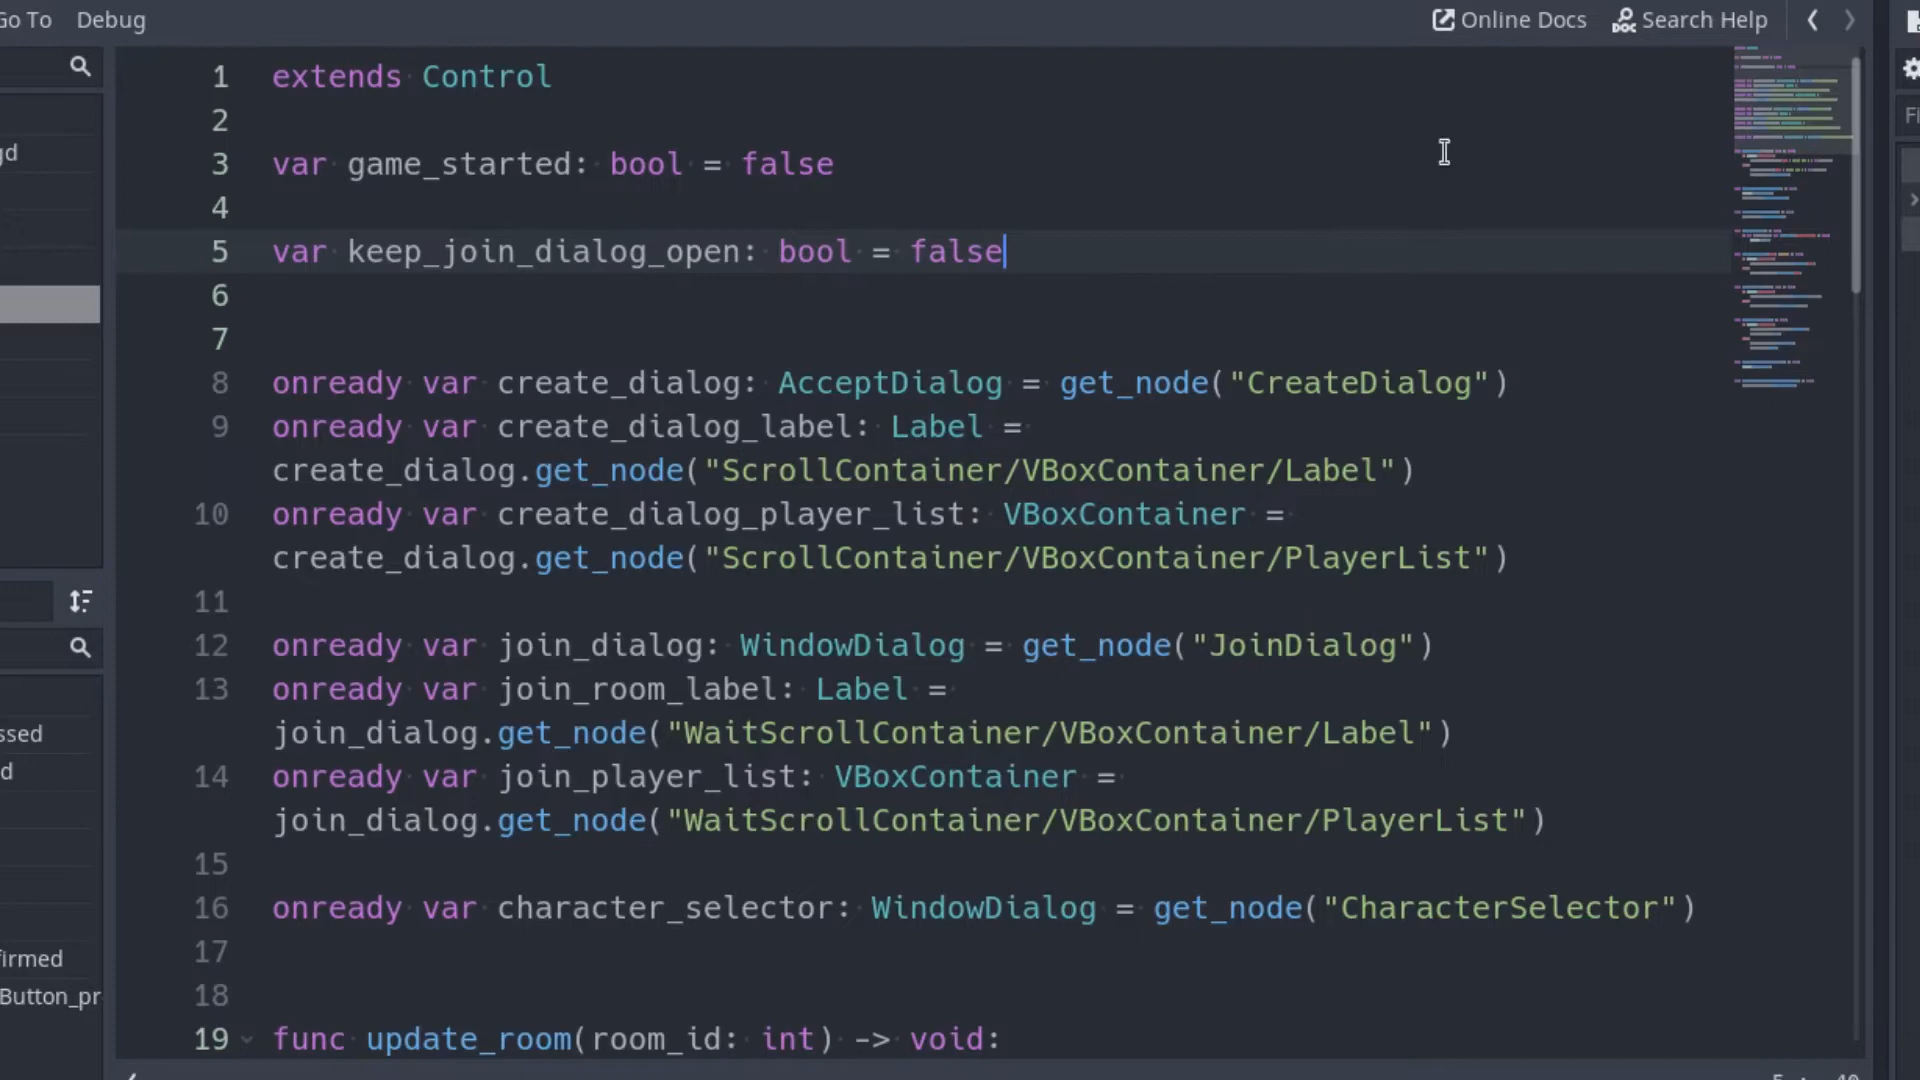 Go To Debug Online Docs Search Help
1 extends Control
2
3 var game_started: bool = false
4
5 var keep_join_dialog_open: bool = false
6
7
8 onready var create_dialog: AcceptDialog = get_node("CreateDialog")
9 onready var create_dialog_label: Label =
create_dialog.get_node("ScrollContainer/VBoxContainer/Label")
10 onready var create_dialog_player_list: VBoxContainer =
create_dialog.get_node("ScrollContainer/VBoxContainer/PlayerList")
11
12 onready var join_dialog: WindowDialog = get_node("JoinDialog")
13 onready var join_room_label: Label =
join_dialog.get_node("WaitScrollContainer/VBoxContainer/Label")
14 onready var join_player_list: VBoxContainer =
join_dialog.get_node("WaitScrollContainer/VBoxContainer/PlayerList")
15
16 onready var character_selector: WindowDialog = get_node("CharacterSelector")
17
18
19 func update_room(room_id: int) -> void:
gd
ssed
d
firmed
Button_pr
Fi